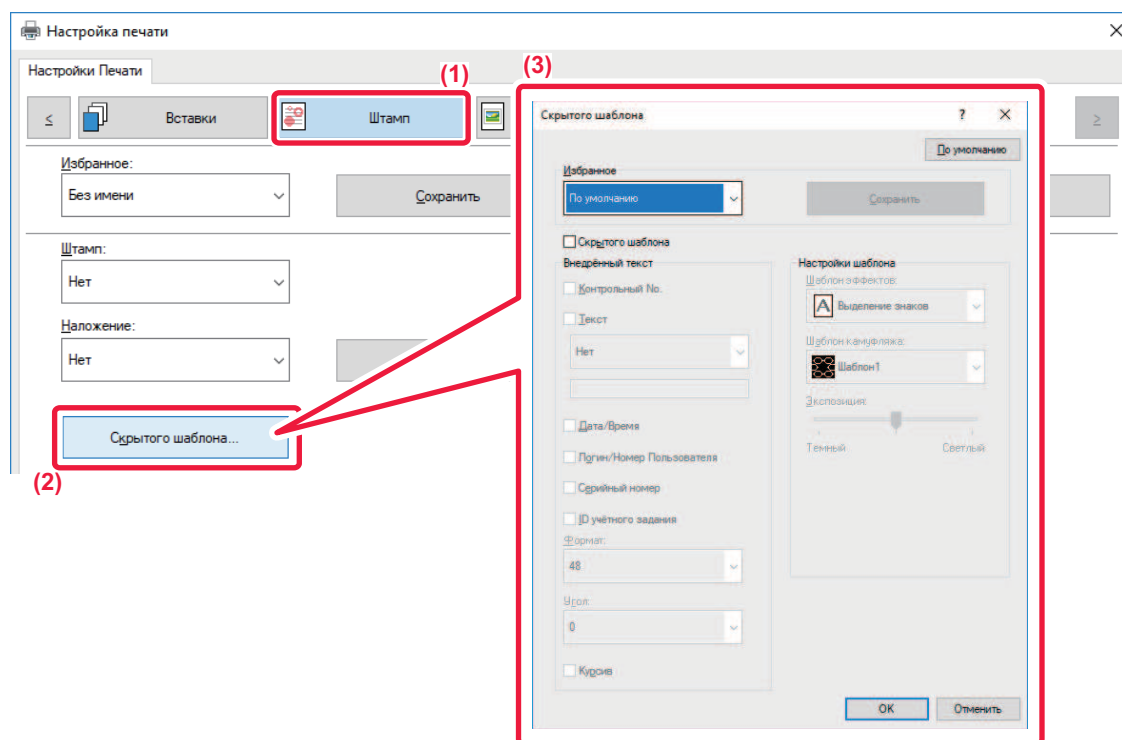 Настройка печати
Настройки Печати
(1)
(3)
<
Вставки
Штамп
>
Избранное:
Без имени
Сохранить
Штамп:
Нет
Наложение:
Нет
Скрытого шаблона...
(2)
Скрытого шаблона
?
По умолчанию
Избранное
По умолчанию
Сохранить
Скрытого шаблона
Внедрённый текст
Контрольный No.
Текст
Нет
Дата/Время
Логин/Номер Пользователя
Серийный номер
ID учётного задания
Формат:
48
Угол:
0
Курсив
Настройки шаблона
Шаблон эффектов:
A Выделение знаков
Шаблон камуфляжа:
Шаблон1
Экспозиция:
Темный
Светлый
OK
Отменить